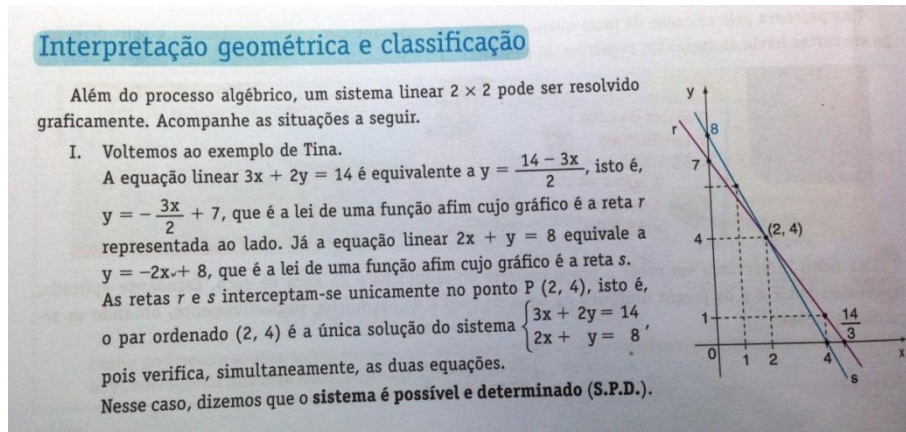 Interpretação geométrica e classificação
Além do processo algébrico, um sistema linear 2 × 2 pode ser resolvido
graficamente. Acompanhe as situações a seguir.
I. Voltemos ao exemplo de Tina.
A equação linear 3x + 2y = 14 é equivalente a y = (14 − 3x)/2, isto é,
y = − 3x/2 + 7, que é a lei de uma função afim cujo gráfico é a reta r
representada ao lado. Já a equação linear 2x + y = 8 equivale a
y = −2x + 8, que é a lei de uma função afim cujo gráfico é a reta s.
As retas r e s interceptam-se unicamente no ponto P (2, 4), isto é,
o par ordenado (2, 4) é a única solução do sistema { 3x + 2y = 14
2x + y = 8 ,
pois verifica, simultaneamente, as duas equações.
Nesse caso, dizemos que o sistema é possível e determinado (S.P.D.).
y
r
8
7
4
(2, 4)
1
14/3
0
1
2
4
x
s